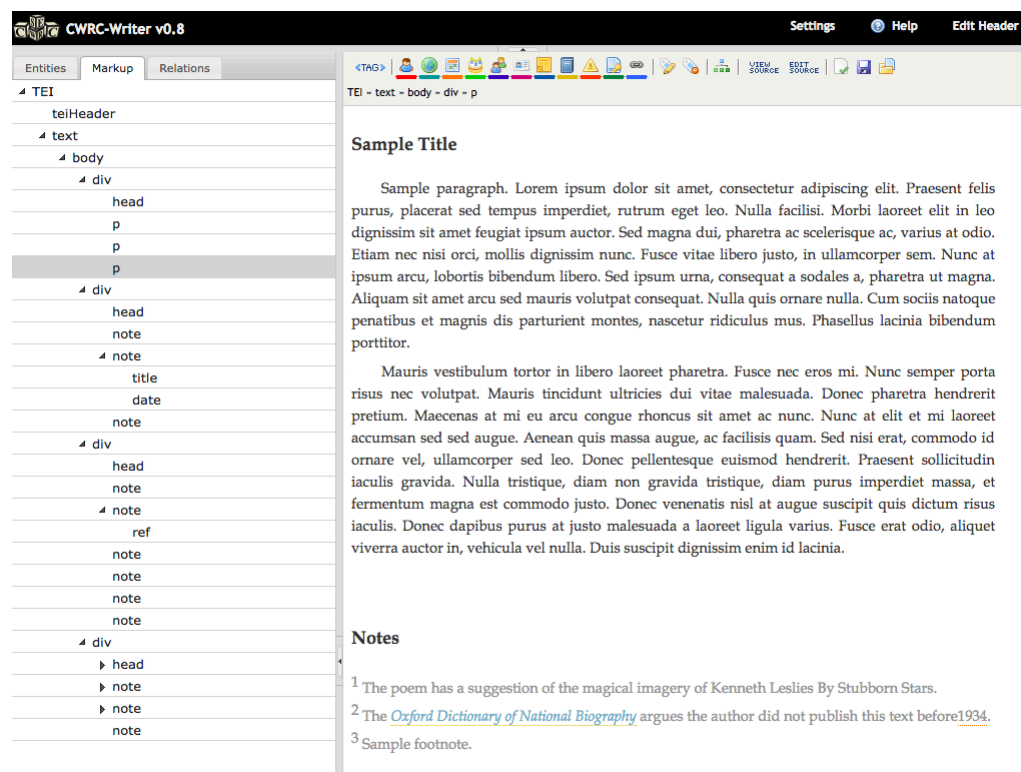 CWRC CWRC-Writer v0.8 Settings Help Edit Header
Entities Markup Relations
<TAG> VIEW SOURCE EDIT SOURCE
TEI - text - body - div - p
TEI
teiHeader
text
body
div
head
p
p
p
div
head
note
note
title
date
note
div
head
note
note
ref
note
note
note
note
div
head
note
note
note
Sample Title
Sample paragraph. Lorem ipsum dolor sit amet, consectetur adipiscing elit. Praesent felis
purus, placerat sed tempus imperdiet, rutrum eget leo. Nulla facilisi. Morbi laoreet elit in leo
dignissim sit amet feugiat ipsum auctor. Sed magna dui, pharetra ac scelerisque ac, varius at odio.
Etiam nec nisi orci, mollis dignissim nunc. Fusce vitae libero justo, in ullamcorper sem. Nunc at
ipsum arcu, lobortis bibendum libero. Sed ipsum urna, consequat a sodales a, pharetra ut magna.
Aliquam sit amet arcu sed mauris volutpat consequat. Nulla quis ornare nulla. Cum sociis natoque
penatibus et magnis dis parturient montes, nascetur ridiculus mus. Phasellus lacinia bibendum
porttitor.
Mauris vestibulum tortor in libero laoreet pharetra. Fusce nec eros mi. Nunc semper porta
risus nec volutpat. Mauris tincidunt ultricies dui vitae malesuada. Donec pharetra hendrerit
pretium. Maecenas at mi eu arcu congue rhoncus sit amet ac nunc. Nunc at elit et mi laoreet
accumsan sed sed augue. Aenean quis massa augue, ac facilisis quam. Sed nisi erat, commodo id
ornare vel, ullamcorper sed leo. Donec pellentesque euismod hendrerit. Praesent sollicitudin
iaculis gravida. Nulla tristique, diam non gravida tristique, diam purus imperdiet massa, et
fermentum magna est commodo justo. Donec venenatis nisl at augue suscipit quis dictum risus
iaculis. Donec dapibus purus at justo malesuada a laoreet ligula varius. Fusce erat odio, aliquet
viverra auctor in, vehicula vel nulla. Duis suscipit dignissim enim id lacinia.
Notes
1 The poem has a suggestion of the magical imagery of Kenneth Leslies By Stubborn Stars.
2 The Oxford Dictionary of National Biography argues the author did not publish this text before1934.
3 Sample footnote.